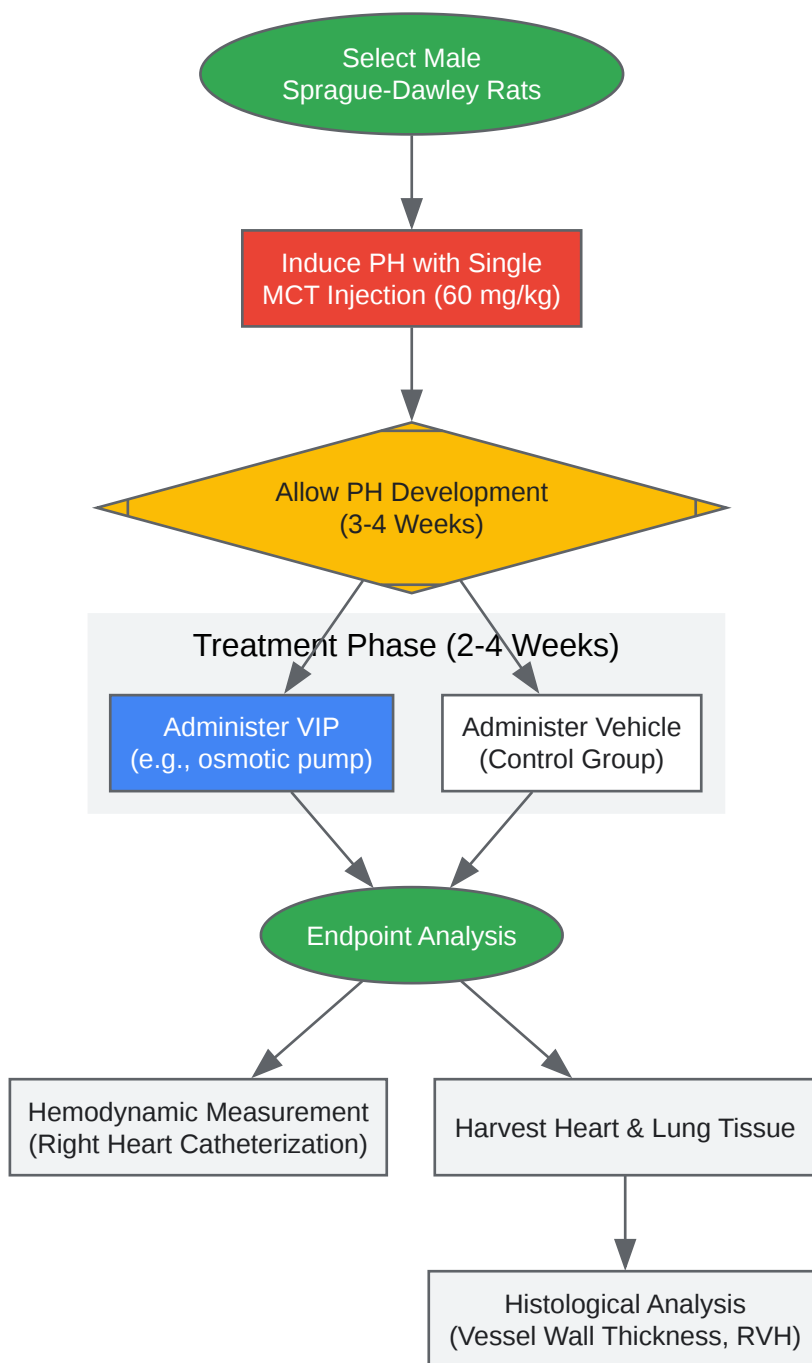 Select Male
Sprague-Dawley Rats
Induce PH with Single
MCT Injection (60 mg/kg)
Allow PH Development
(3-4 Weeks)
Treatment Phase (2-4 Weeks)
Administer VIP
(e.g., osmotic pump)
Administer Vehicle
(Control Group)
Endpoint Analysis
Hemodynamic Measurement
(Right Heart Catheterization)
Harvest Heart & Lung Tissue
Histological Analysis
(Vessel Wall Thickness, RVH)